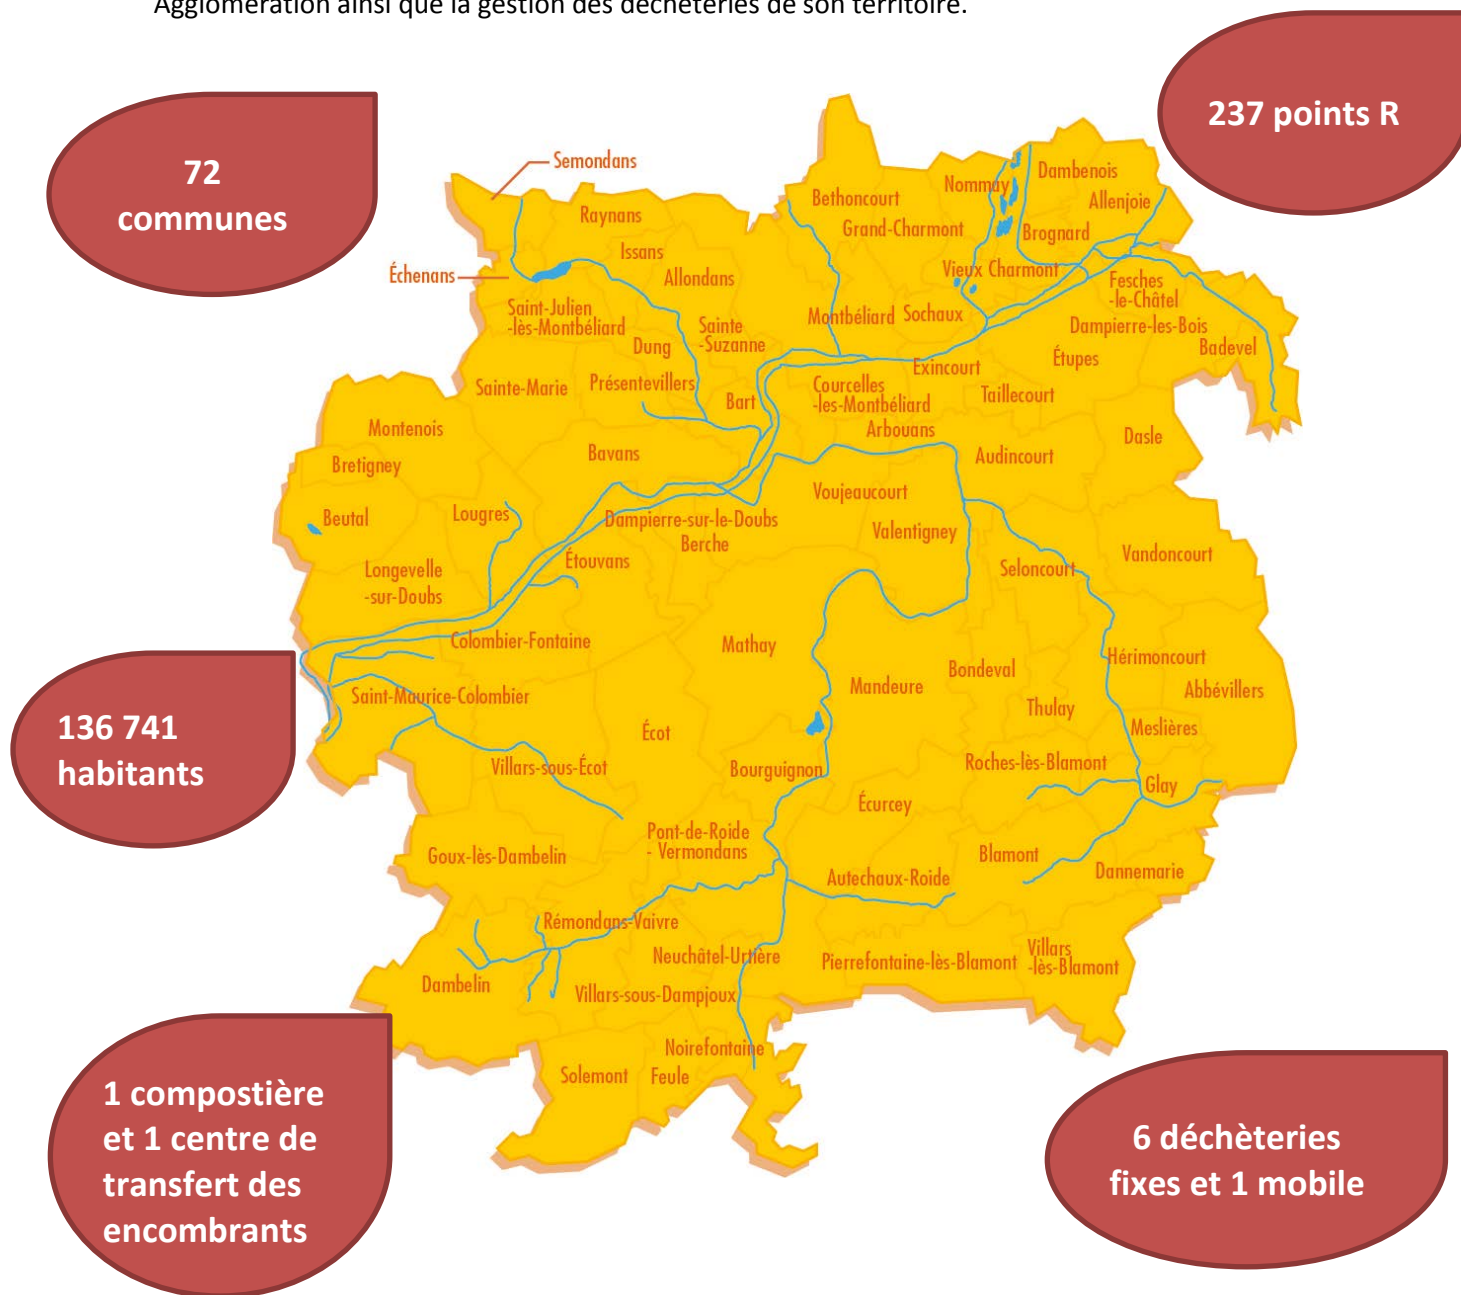 Agglomération ainsi que la gestion des déchèteries de son territoire.
237 points R
72
communes
Semondans
Raynans
Bethoncourt
Nommay
Dambenois
Allenjoie
Grand-Charmont
Brognard
Issans
Échenans
Allondans
Vieux Charmont
Fesches
-le-Châtel
Saint-Julien
-lès-Montbéliard
Sainte
-Suzanne
Montbéliard
Sochaux
Dampierre-les-Bois
Dung
Badevel
Étupes
Exincourt
Sainte-Marie
Présentevillers
Bart
Courcelles
-les-Montbéliard
Taillecourt
Montenois
Arbouans
Dasle
Bavans
Audincourt
Bretigney
Voujeaucourt
Beutal
Lougres
Dampierre-sur-le-Doubs
Berche
Valentigney
Vandoncourt
Étouvans
Seloncourt
Longevelle
-sur-Doubs
Colombier-Fontaine
Mathay
Hérimoncourt
Bondeval
Mandeure
Abbévillers
Saint-Maurice-Colombier
Thulay
Meslières
Écot
136 741
habitants
Villars-sous-Écot
Bourguignon
Roches-lès-Blamont
Glay
Écurcey
Pont-de-Roide
- Vermondans
Goux-lès-Dambelin
Blamont
Dannemarie
Autechaux-Roide
Rémondans-Vaivre
Neuchâtel-Urtière
Pierrefontaine-lès-Blamont
Villars
-lès-Blamont
Dambelin
Villars-sous-Dampjoux
Noirefontaine
Solemont
Feule
1 compostière
et 1 centre de
transfert des
encombrants
6 déchèteries
fixes et 1 mobile